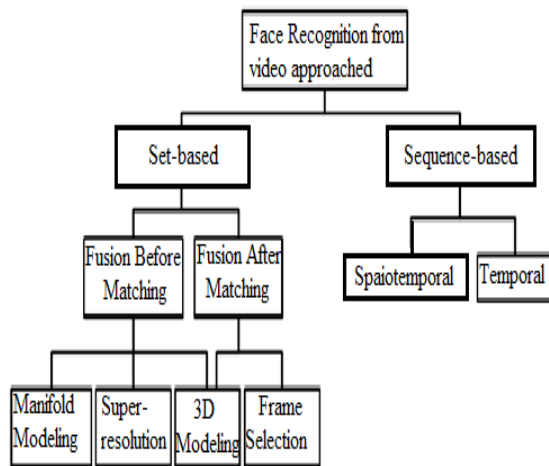 Face Recognition from
video approached
Set-based
Sequence-based
Fusion Before
Matching
Fusion After
Matching
Spaiotemporal
Temporal
Manifold
Modeling
Super-
resolution
3D
Modeling
Frame
Selection